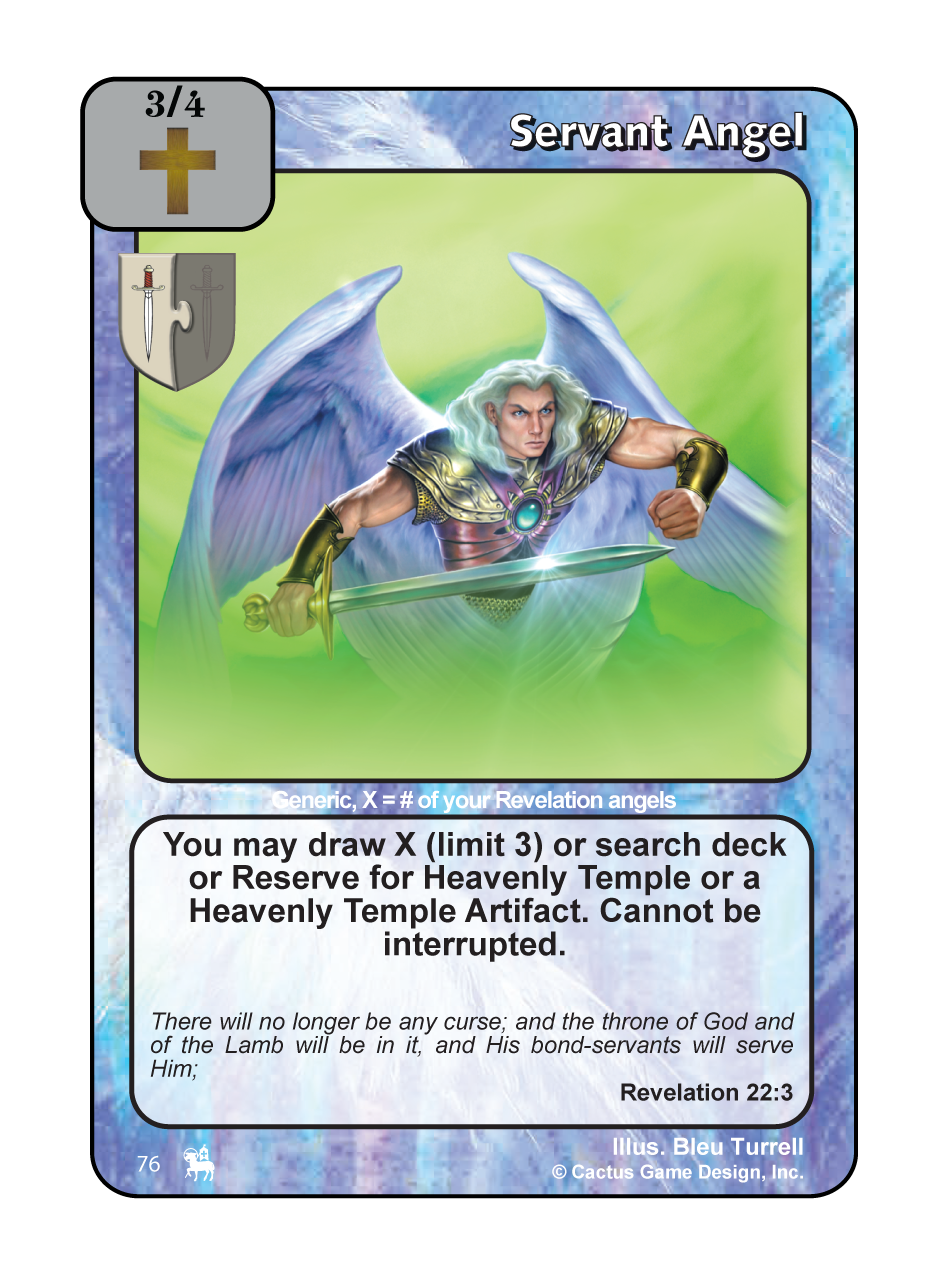 3/4
Servant Angel
Generic, X = # of your Revelation angels
You may draw X (limit 3) or search deck
or Reserve for Heavenly Temple or a
Heavenly Temple Artifact. Cannot be
interrupted.
There will no longer be any curse; and the throne of God and
of the Lamb will be in it, and His bond-servants will serve
Him;
Revelation 22:3
76
Illus. Bleu Turrell
© Cactus Game Design, Inc.